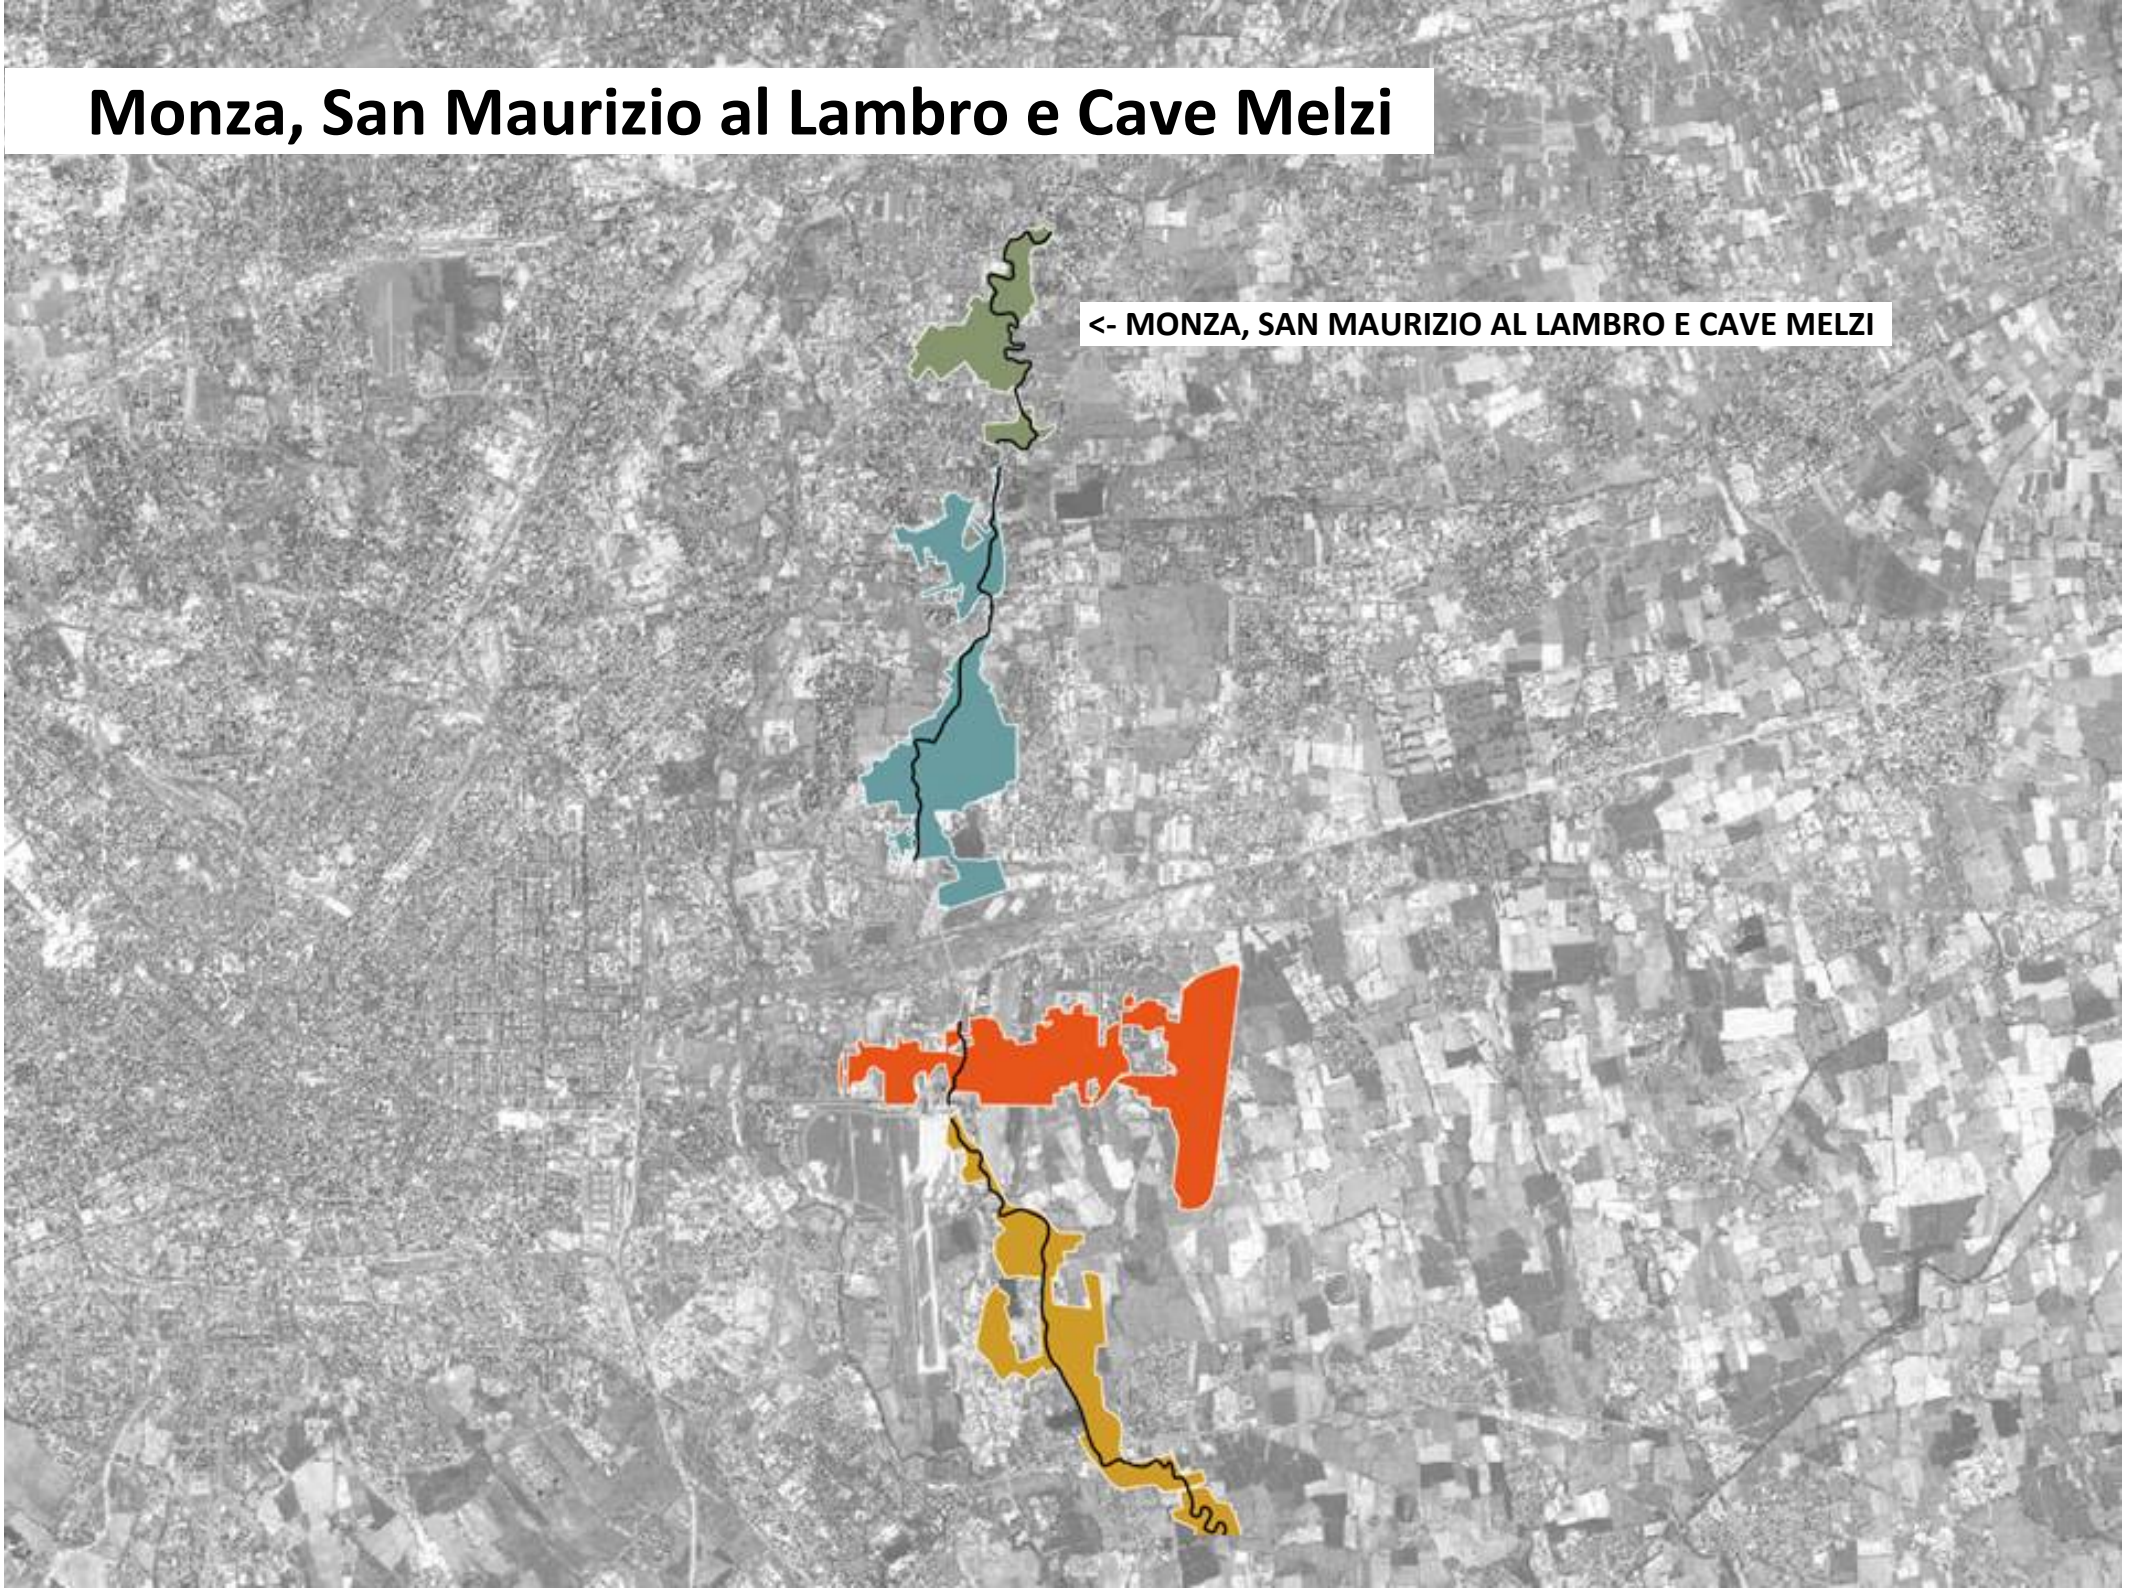 Monza, San Maurizio al Lambro e Cave Melzi
<- MONZA, SAN MAURIZIO AL LAMBRO E CAVE MELZI